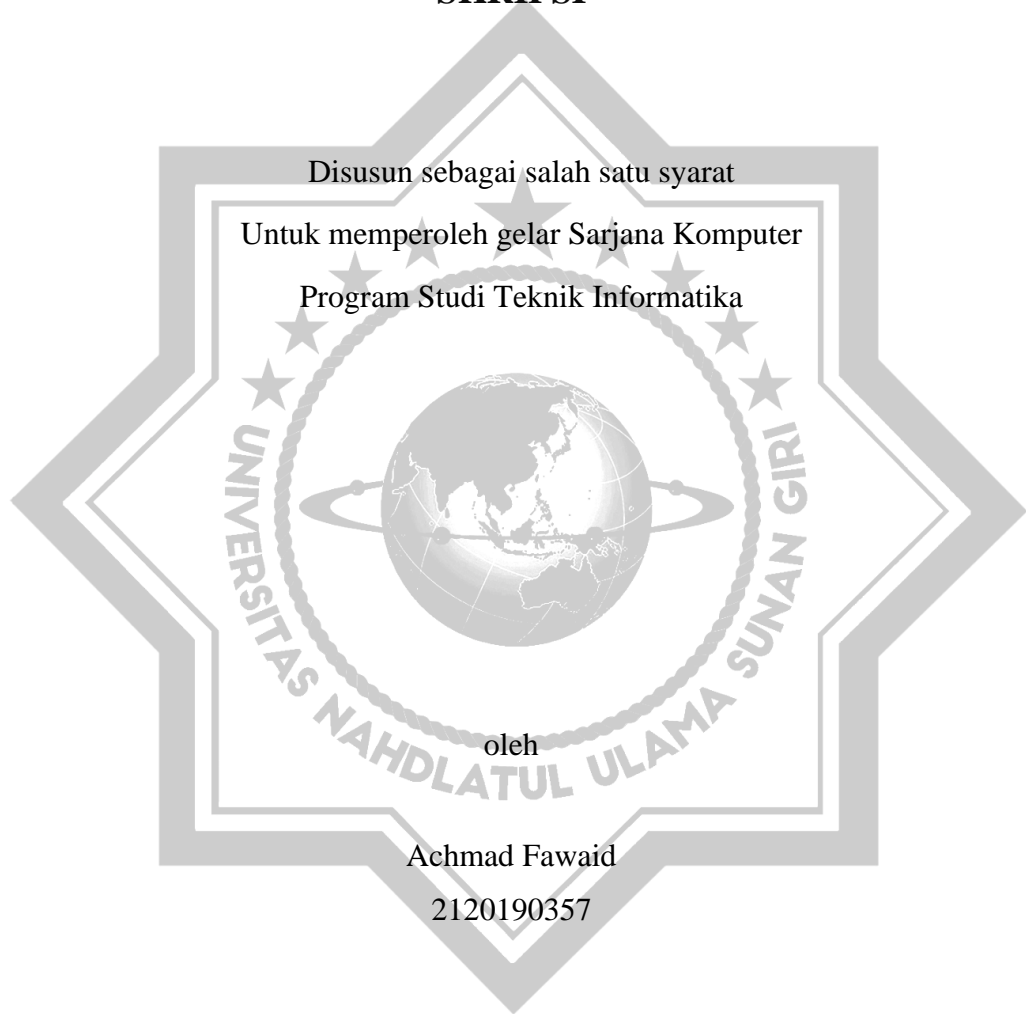 SKRIPSI
Disusun sebagai salah satu syarat
Untuk memperoleh gelar Sarjana Komputer
Program Studi Teknik Informatika
UNIVERSITAS NAHDLATUL ULAMA SUNAN GIRI
oleh
Achmad Fawaid
2120190357